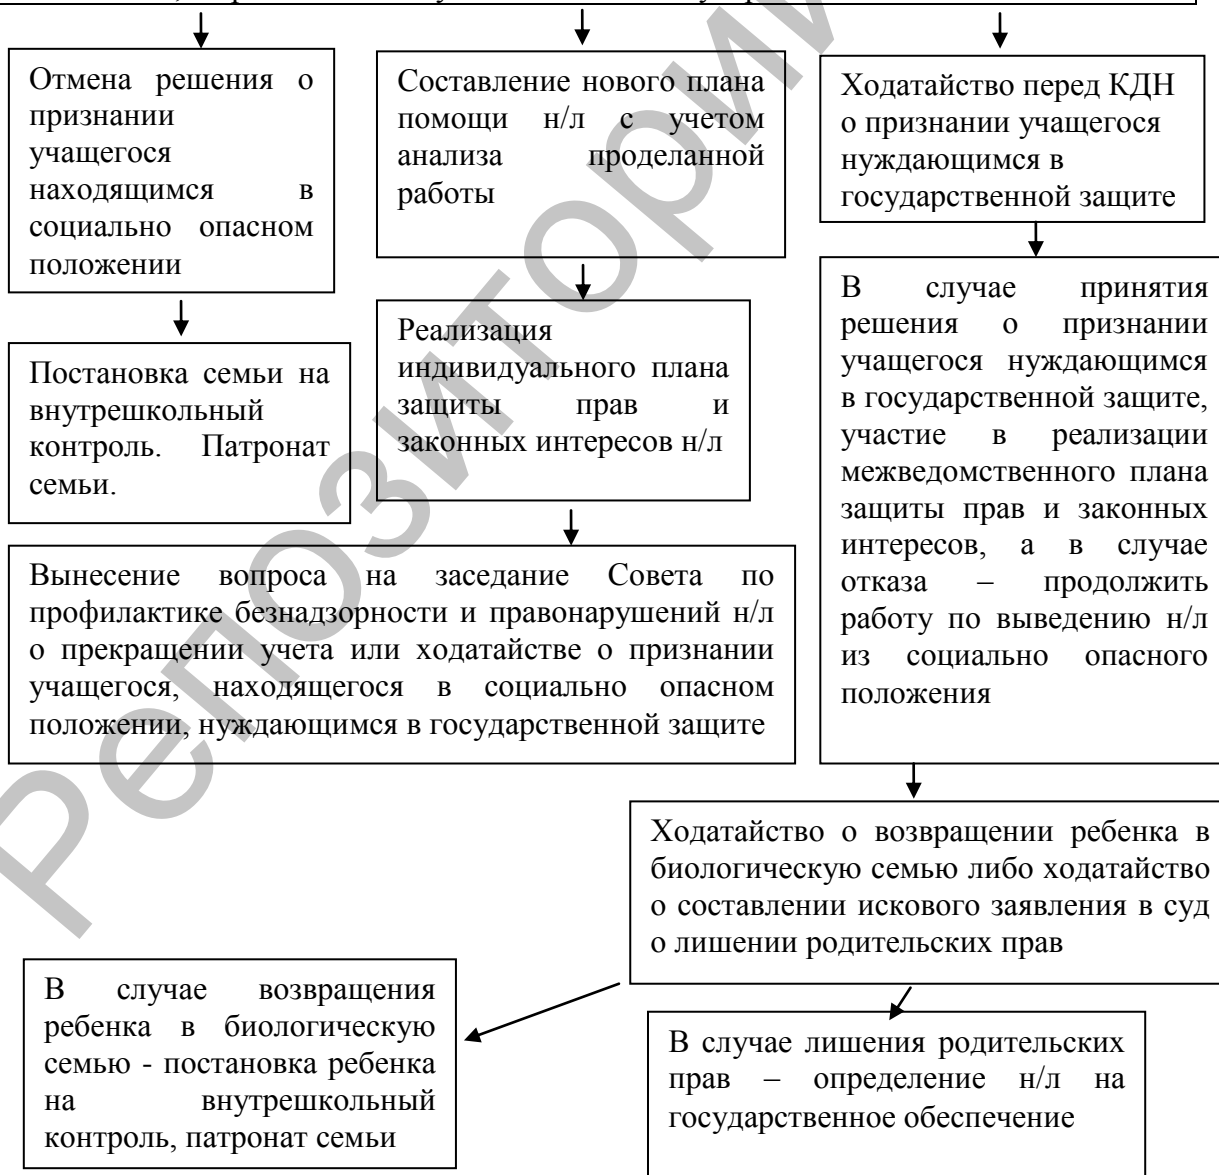 Отмена решения о
признании
учащегося
находящимся в
социально опасном
положении
Составление нового плана
помощи н/л с учетом
анализа проделанной
работы
Ходатайство перед КДН
о признании учащегося
нуждающимся в
государственной защите
Постановка семьи на
внутрешкольный
контроль. Патронат
семьи.
Реализация
индивидуального плана
защиты прав и
законных интересов н/л
В случае принятия
решения о признании
учащегося нуждающимся
в государственной защите,
участие в реализации
межведомственного плана
защиты прав и законных
интересов, а в случае
отказа – продолжить
работу по выведению н/л
из социально опасного
положения
Вынесение вопроса на заседание Совета по
профилактике безнадзорности и правонарушений н/л
о прекращении учета или ходатайстве о признании
учащегося, находящегося в социально опасном
положении, нуждающимся в государственной защите
Ходатайство о возвращении ребенка в
биологическую семью либо ходатайство
о составлении искового заявления в суд
о лишении родительских прав
В случае возвращения
ребенка в биологическую
семью - постановка ребенка
на внутрешкольный
контроль, патронат семьи
В случае лишения родительских
прав – определение н/л на
государственное обеспечение
Репозитори